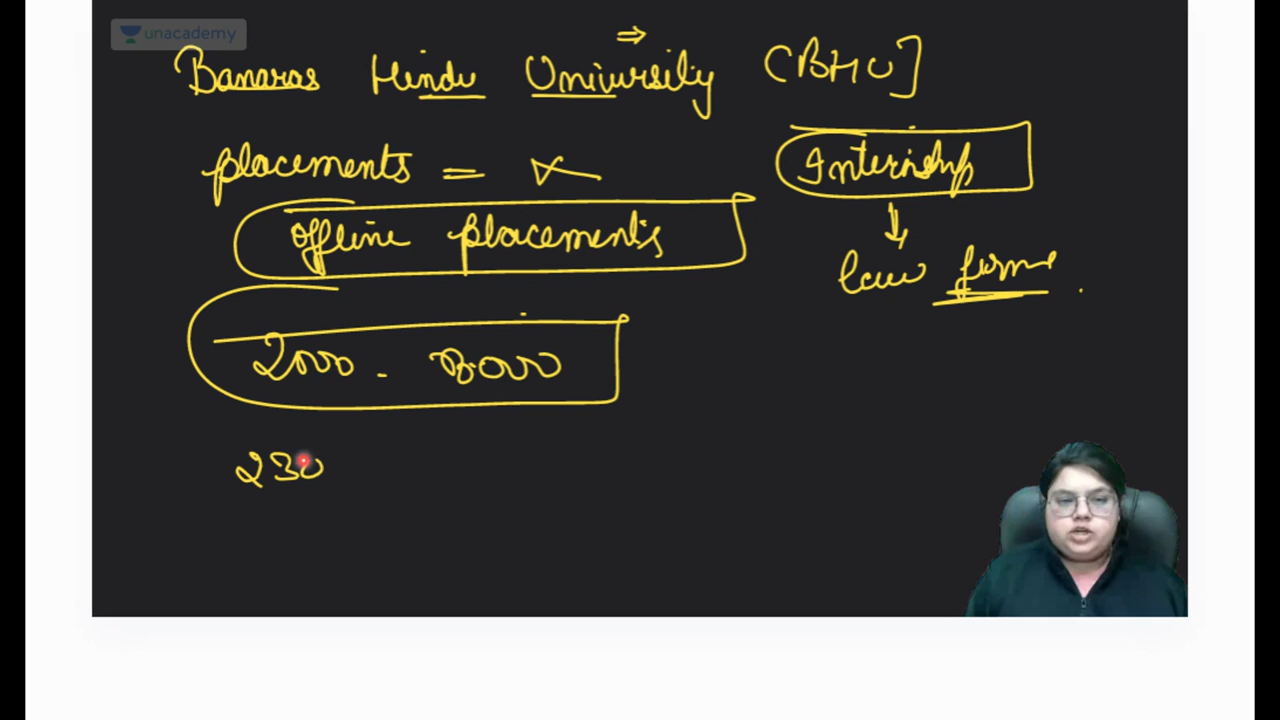 unacademy
⇒
Banaras Hindu University (BHU]
placements = ×
Internship
offline placements
↓
law firms.
2000 - 8000
230